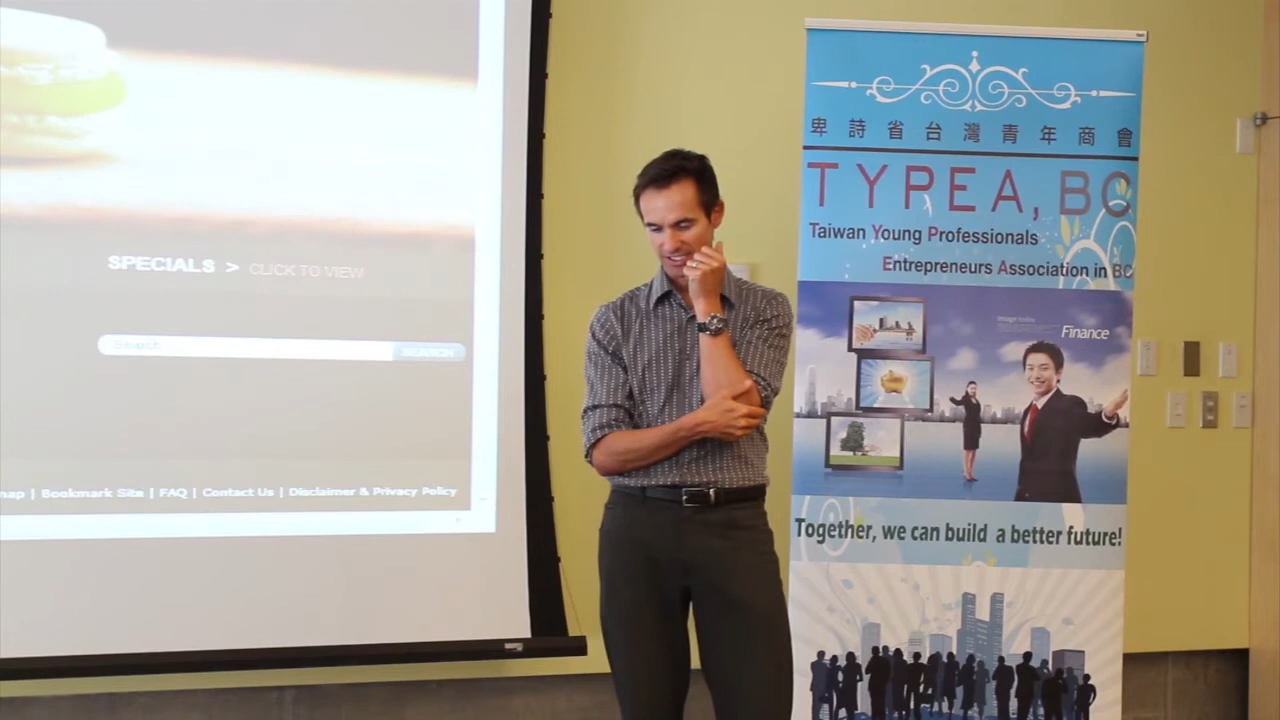 SPECIALS > CLICK TO VIEW
Search
SEARCH
map | Bookmark Site | FAQ | Contact Us | Disclaimer & Privacy Policy
卑詩省台灣青年商會
TYPEA, BC
Taiwan Young Professionals
Entrepreneurs Association in BC
Finance
Together, we can build a better future!